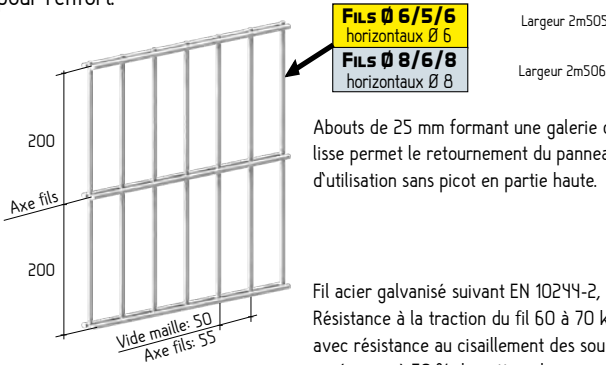 pour renfort.
FILS Ø 6/5/6
horizontaux Ø 6
FILS Ø 8/6/8
horizontaux Ø 8
Largeur 2m505
Largeur 2m506
200
Axe fils
200
Vide maille: 50
Axe fils: 55
Abouts de 25 mm formant une galerie
lisse permet le retournement du pannea
d'utilisation sans picot en partie haute.
Fil acier galvanisé suivant EN 10244-2,
Résistance à la traction du fil 60 à 70 k
avec résistance au cisaillement des sou